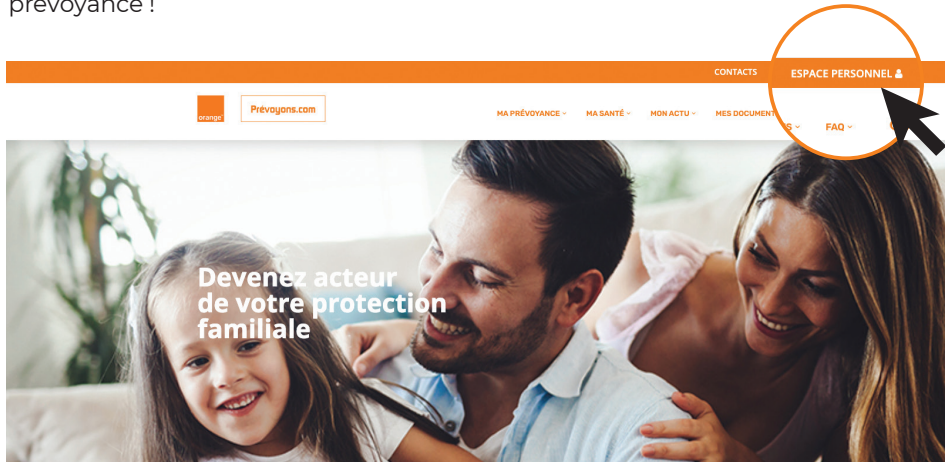 prévoyance !
CONTACTS
ESPACE PERSONNEL
orange
Prévoyons.com
MA PRÉVOYANCE
MA SANTÉ
MON ACTU
MES DOCUMENT
FAQ
Devenez acteur
de votre protection
familiale